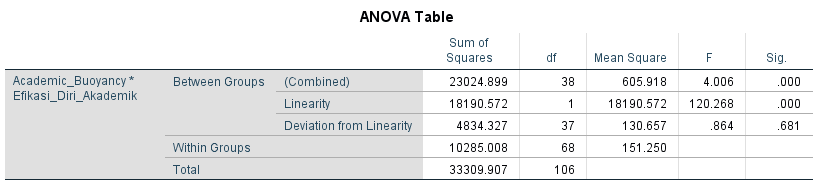 ANOVA Table
Sum of
Squares df Mean Square F Sig.
Academic_Buoyancy * Between Groups (Combined) 23024.899 38 605.918 4.006 .000
Efikasi_Diri_Akademik Linearity 18190.572 1 18190.572 120.268 .000
Deviation from Linearity 4834.327 37 130.657 .864 .681
Within Groups 10285.008 68 151.250
Total 33309.907 106